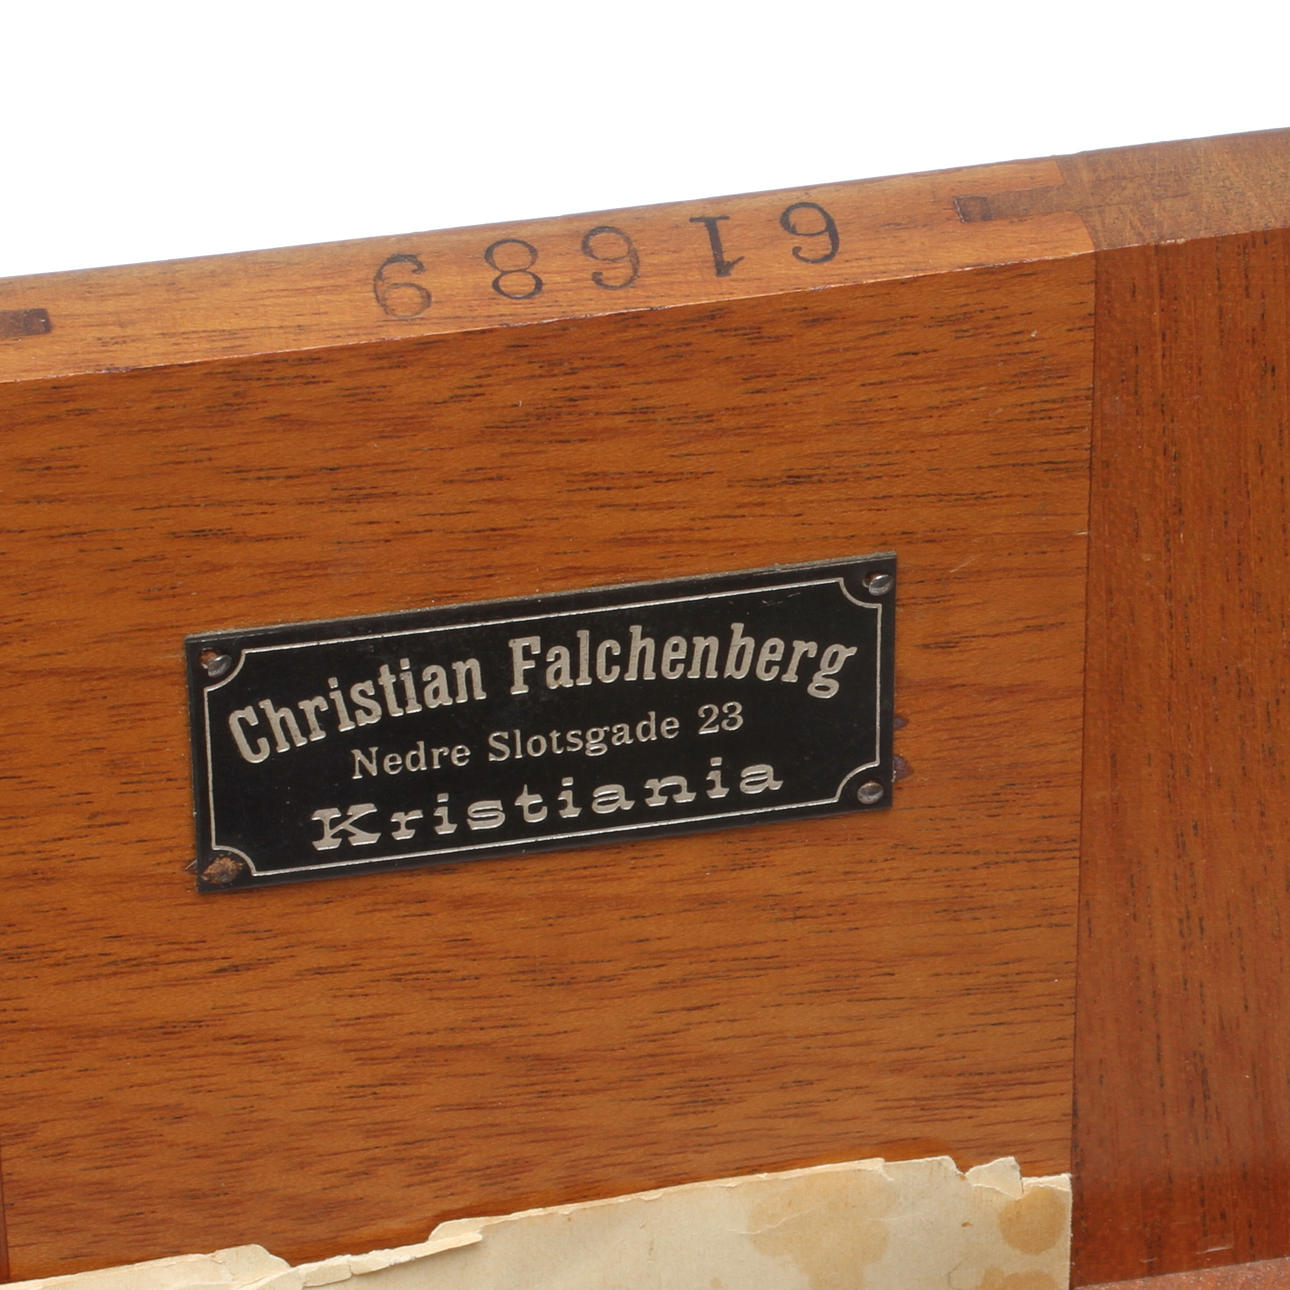 61689
Christian Falchenberg
Nedre Slotsgade 23
Kristiania